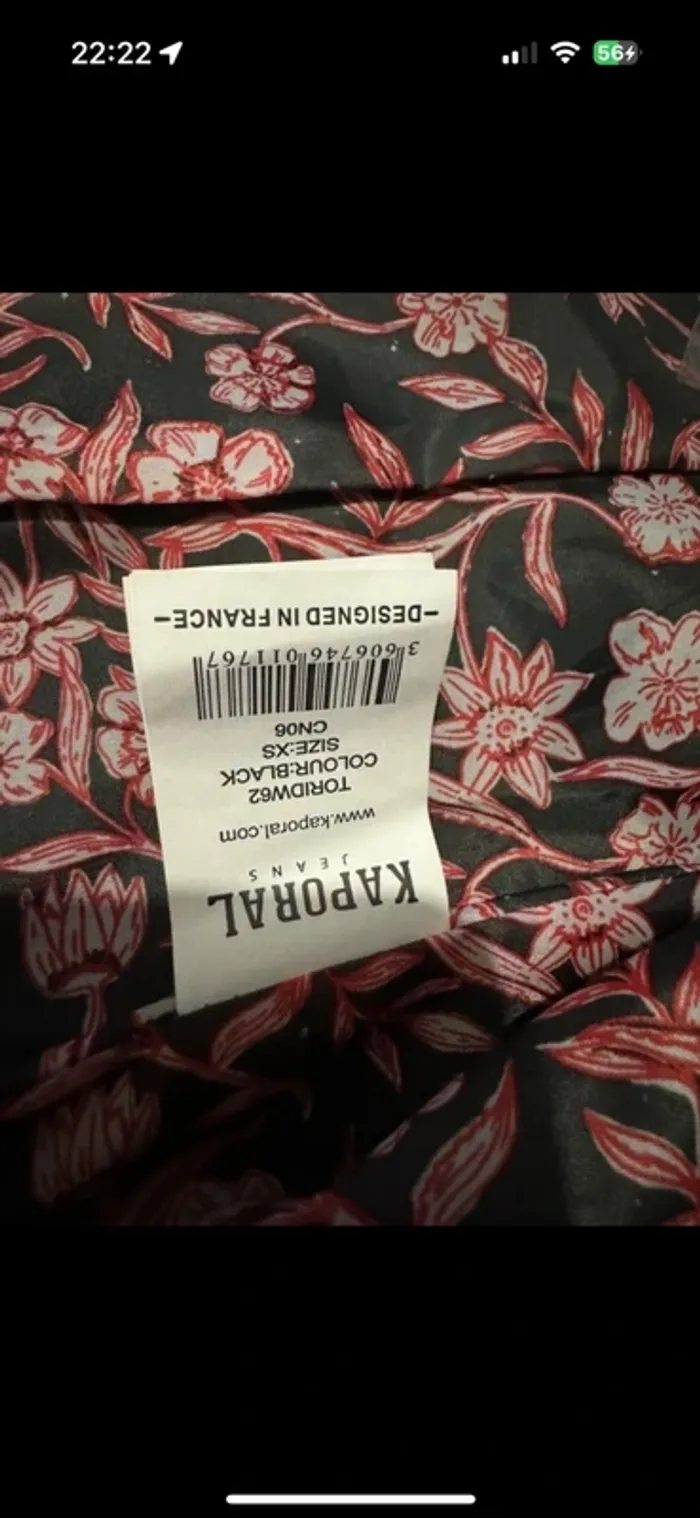 22:22
56
KAPORAL
JEANS
www.kaporal.com
TORIDW62
COLOUR:BLACK
SIZE:XS
CN06
3 606746 011767
-DESIGNED IN FRANCE-